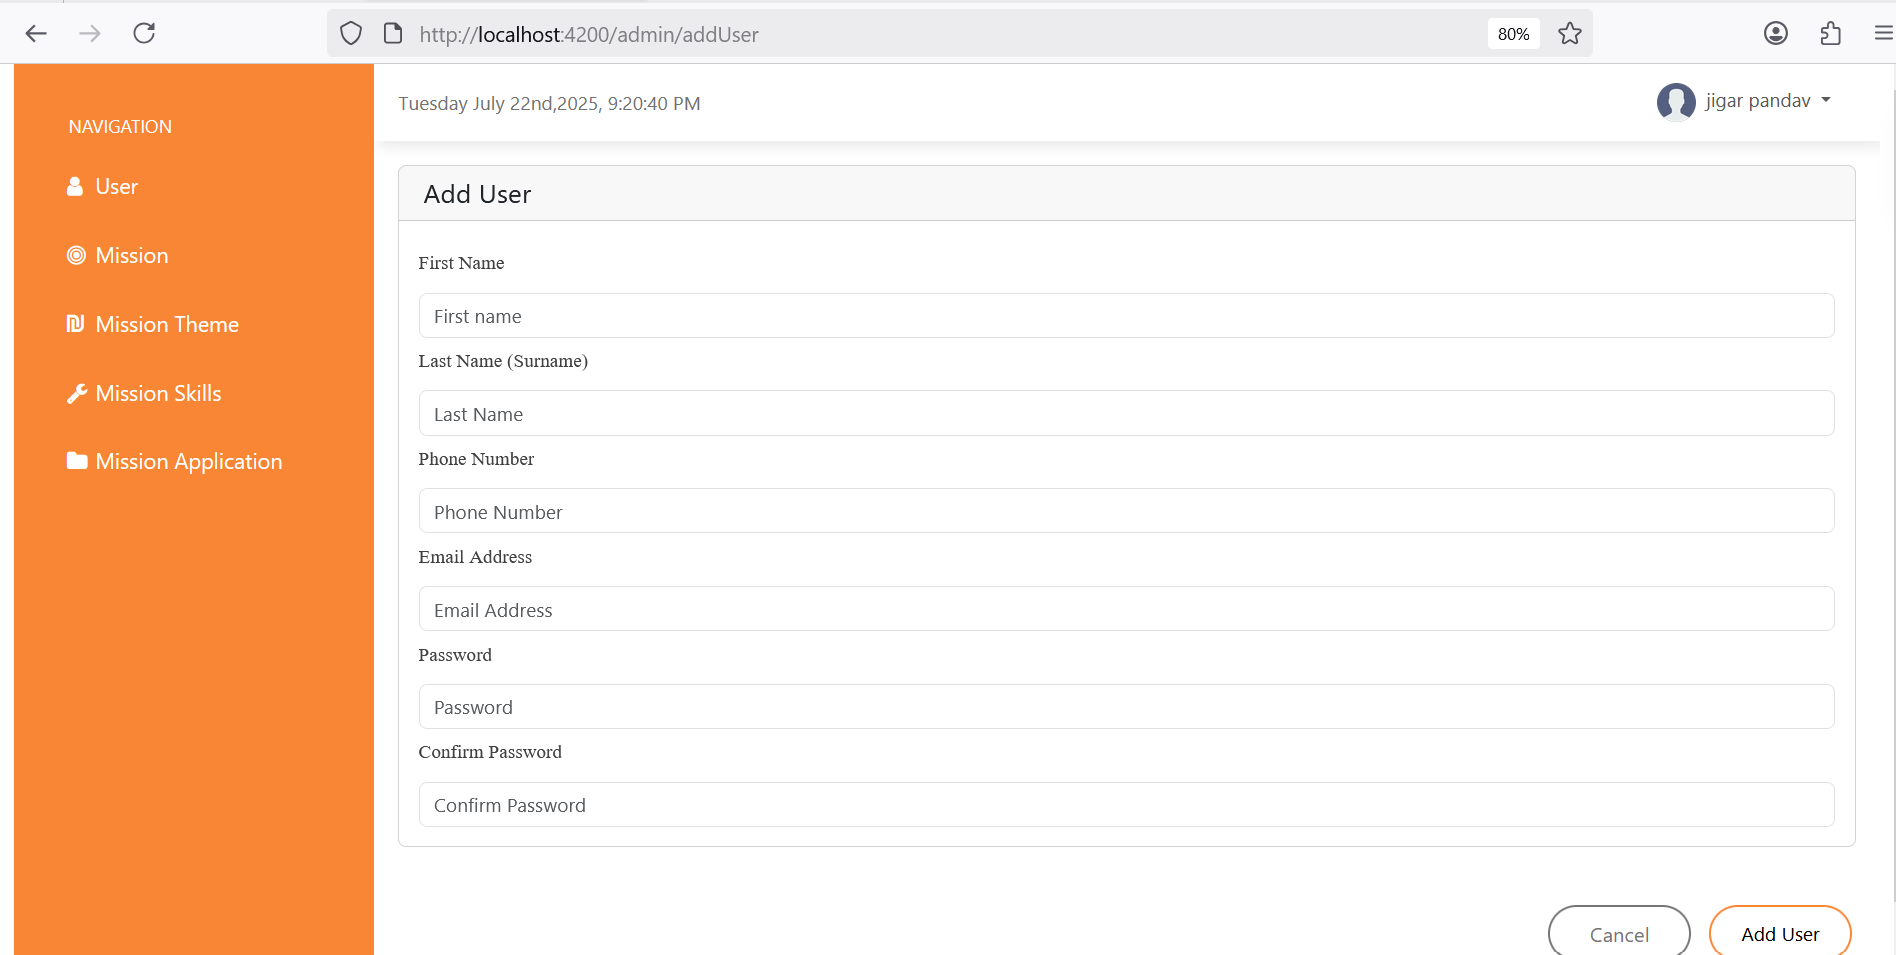 http://localhost:4200/admin/addUser
80%
NAVIGATION
User
Mission
Mission Theme
Mission Skills
Mission Application
Tuesday July 22nd,2025, 9:20:40 PM
jigar pandav
Add User
First Name
First name
Last Name (Surname)
Last Name
Phone Number
Phone Number
Email Address
Email Address
Password
Password
Confirm Password
Confirm Password
Cancel
Add User